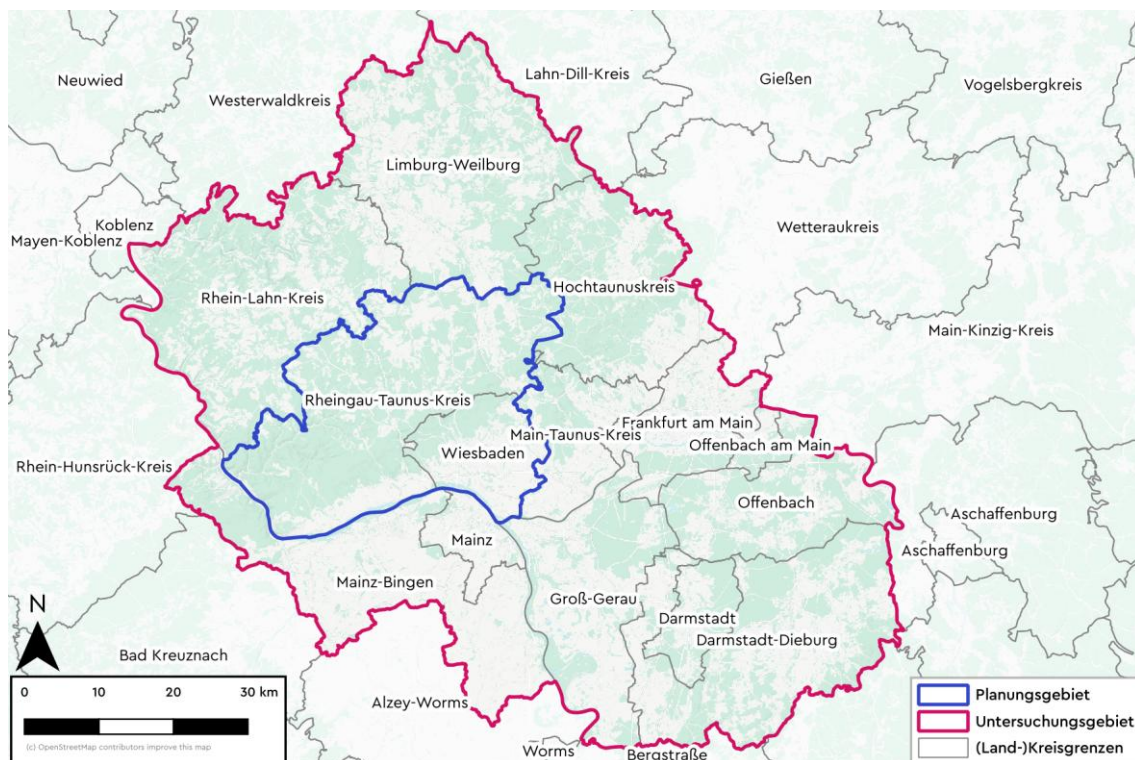 Neuwied
Westerwaldkreis
Lahn-Dill-Kreis
Gießen
Vogelsbergkreis
Limburg-Weilburg
Koblenz
Mayen-Koblenz
Wetteraukreis
Rhein-Lahn-Kreis
Hochtaunuskreis
Main-Kinzig-Kreis
Rheingau-Taunus-Kreis
Frankfurt am Main
Main-Taunus-Kreis
Offenbach am Main
Wiesbaden
Rhein-Hunsrück-Kreis
Offenbach
Aschaffenburg
Mainz
Aschaffenburg
Mainz-Bingen
Groß-Gerau
Darmstadt
Darmstadt-Dieburg
Bad Kreuznach
Alzey-Worms
Worms
Bergstraße
N
0 10 20 30 km
(c) OpenStreetMap contributors improve this map
Planungsgebiet
Untersuchungsgebiet
(Land-)Kreisgrenzen